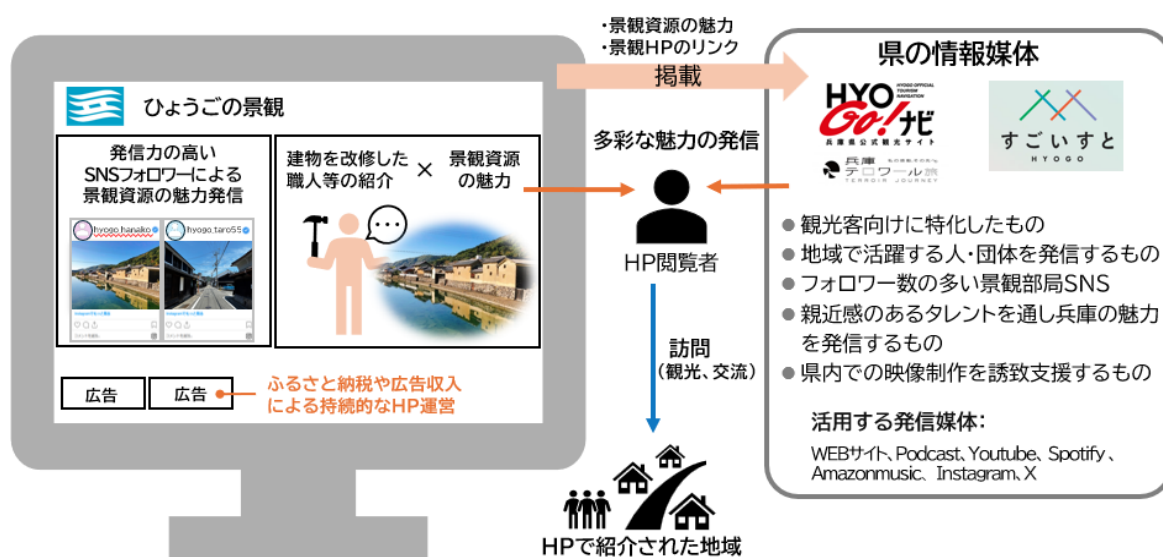 ・景観資源の魅力
・景観HPのリンク
掲載
ひょうごの景観
発信力の高い
SNSフォロワーによる
景観資源の魅力発信
hyogo.hanako
hyogo.taro55
建物を改修した
職人等の紹介
×
景観資源
の魅力
広告
広告
ふるさと納税や広告収入
による持続的なHP運営
多彩な魅力の発信
HP閲覧者
訪問
(観光、交流)
HPで紹介された地域
県の情報媒体
HYOGO OFFICIAL
TOURISM
NAVIGATION
HYO
Go!ナビ
兵庫県公式観光サイト
兵庫
テロワール旅
TERROIR JOURNEY
すごいすと
HYOGO
●観光客向けに特化したもの
●地域で活躍する人・団体を発信するもの
●フォロワー数の多い景観部局SNS
●親近感のあるタレントを通し兵庫の魅力
を発信するもの
●県内での映像制作を誘致支援するもの
活用する発信媒体：
WEBサイト、Podcast、Youtube、Spotify、
Amazonmusic、Instagram、X